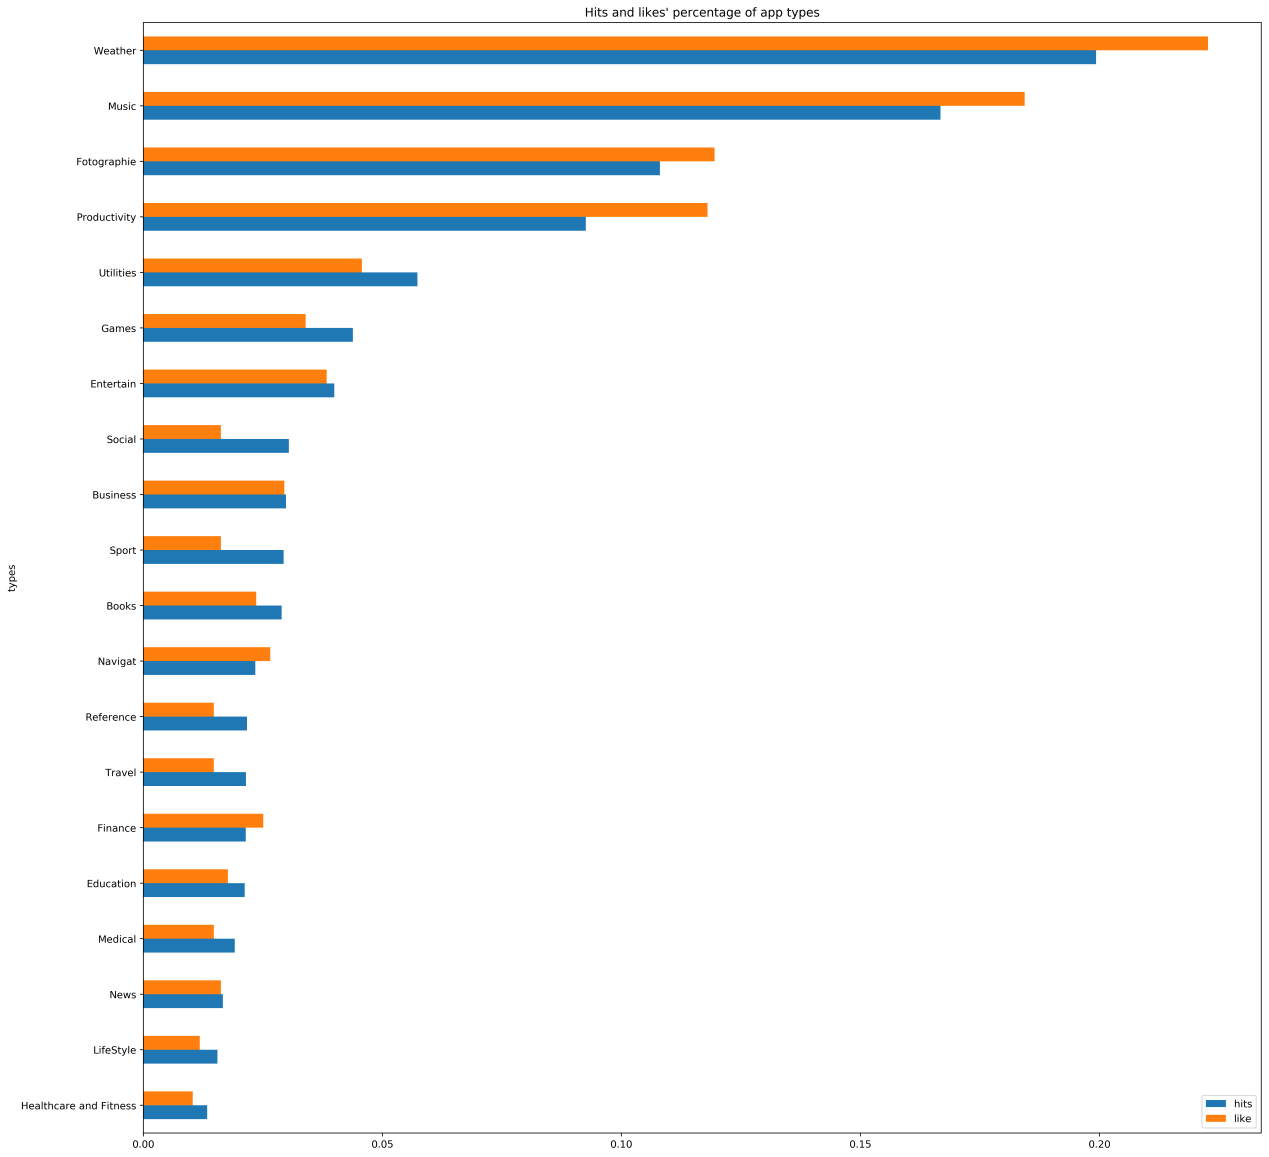 Hits and likes' percentage of app types
Weather
Music
Fotographie
Productivity
Utilities
Games
Entertain
Social
Business
Sport
types
Books
Navigat
Reference
Travel
Finance
Education
Medical
News
LifeStyle
Healthcare and Fitness
hits
like
0.00 0.05 0.10 0.15 0.20